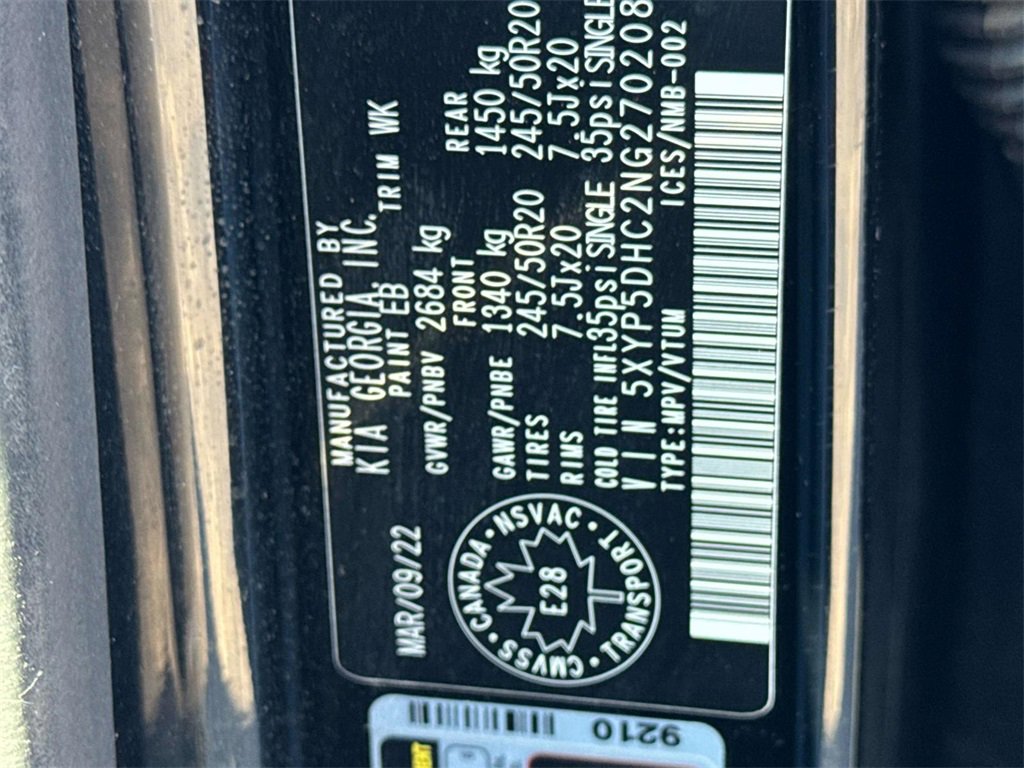 MANUFACTURED BY
KIA GEORGIA, INC.
PAINT EB TRIM WK
MAR/09/22
GVWR/PNBV 2684 kg
FRONT REAR
GAWR/PNBE 1340 kg 1450 kg
TIRES 245/50R20 245/50R20
RIMS 7.5Jx20 7.5Jx20
COLD TIRE INFL 35psi SINGLE 35psi SINGLE
VIN 5XYP5DHC2NG270208
TYPE:MPV/VTUM ICES/NMB-002
CANADA • NSVAC • TRANSPORT • CMVSS •
E28
9210